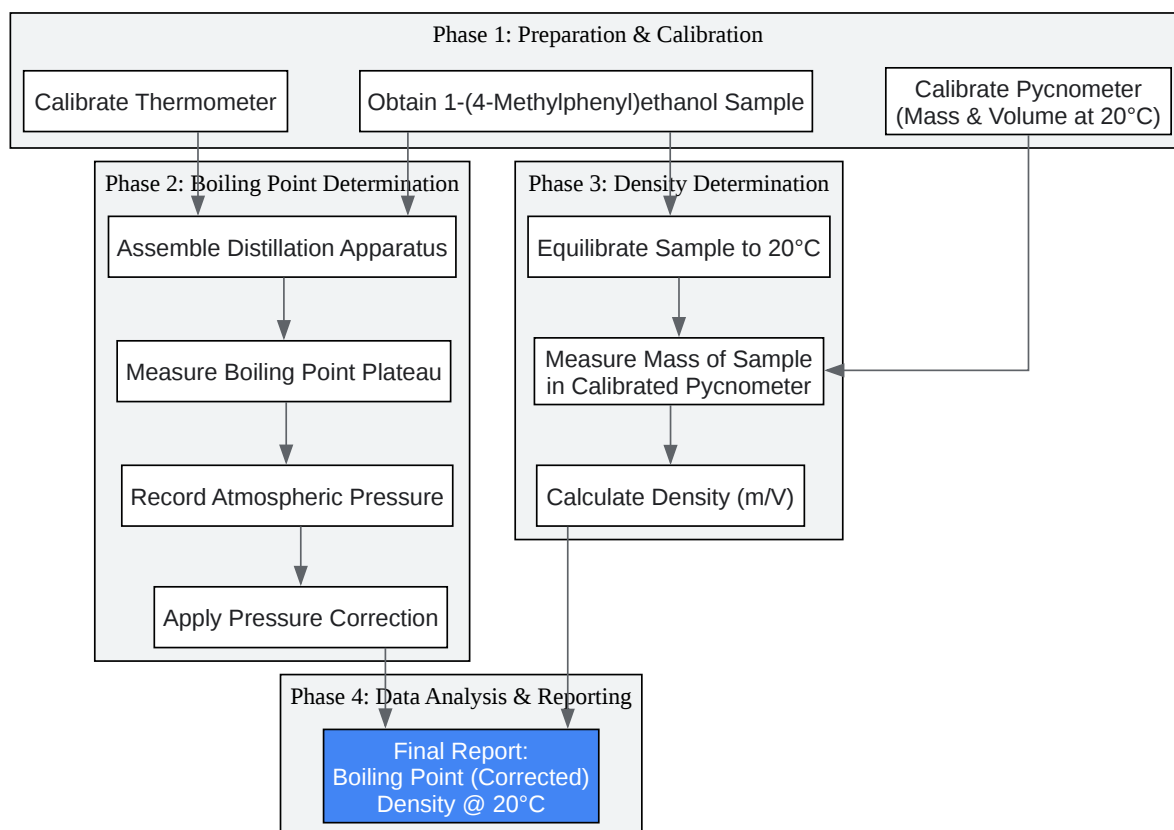 Phase 1: Preparation & Calibration
Calibrate Thermometer
Obtain 1-(4-Methylphenyl)ethanol Sample
Calibrate Pycnometer
(Mass & Volume at 20°C)
Phase 2: Boiling Point Determination
Assemble Distillation Apparatus
Measure Boiling Point Plateau
Record Atmospheric Pressure
Apply Pressure Correction
Phase 3: Density Determination
Equilibrate Sample to 20°C
Measure Mass of Sample
in Calibrated Pycnometer
Calculate Density (m/V)
Phase 4: Data Analysis & Reporting
Final Report:
Boiling Point (Corrected)
Density @ 20°C